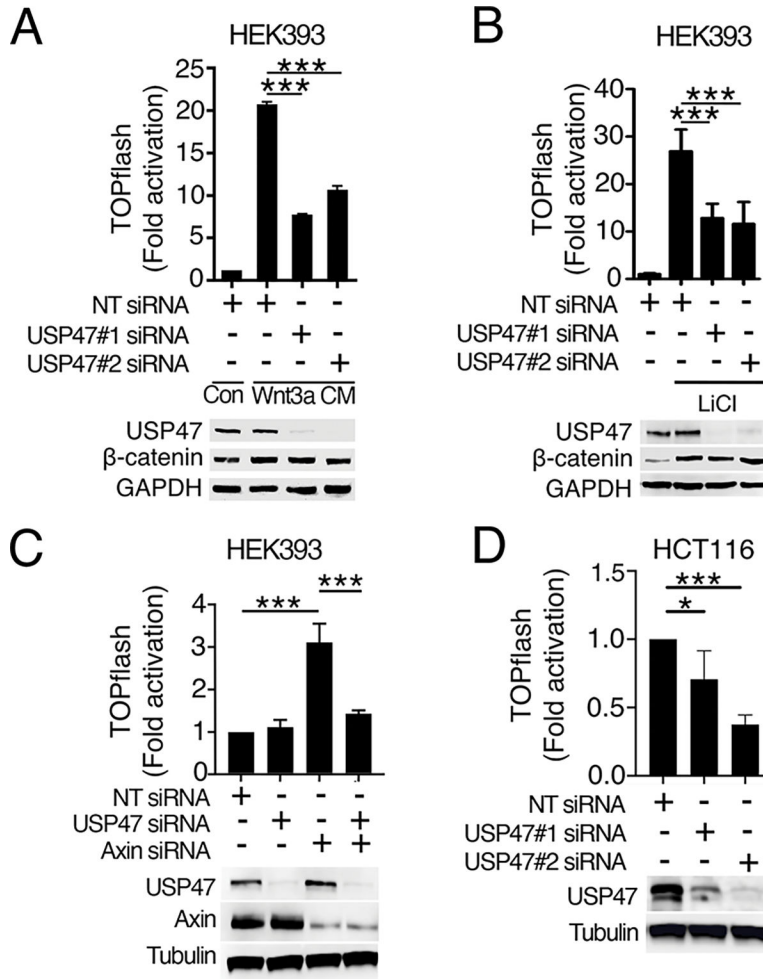 A
HEK393
TOPflash
(Fold activation)
25
20
15
10
5
0
***
***
NT siRNA + + - -
USP47#1 siRNA - - + -
USP47#2 siRNA - - - +
Con Wnt3a CM
USP47
β-catenin
GAPDH
B
HEK393
TOPflash
(Fold activation)
40
30
20
10
0
***
***
NT siRNA + + - -
USP47#1 siRNA - - + -
USP47#2 siRNA - - - +
LiCl
USP47
β-catenin
GAPDH
C
HEK393
TOPflash
(Fold activation)
4
3
2
1
0
***
***
NT siRNA + - - -
USP47 siRNA - + - +
Axin siRNA - - + +
USP47
Axin
Tubulin
D
HCT116
TOPflash
(Fold activation)
1.5
1.0
0.5
0.0
***
*
NT siRNA + - -
USP47#1 siRNA - + -
USP47#2 siRNA - - +
USP47
Tubulin